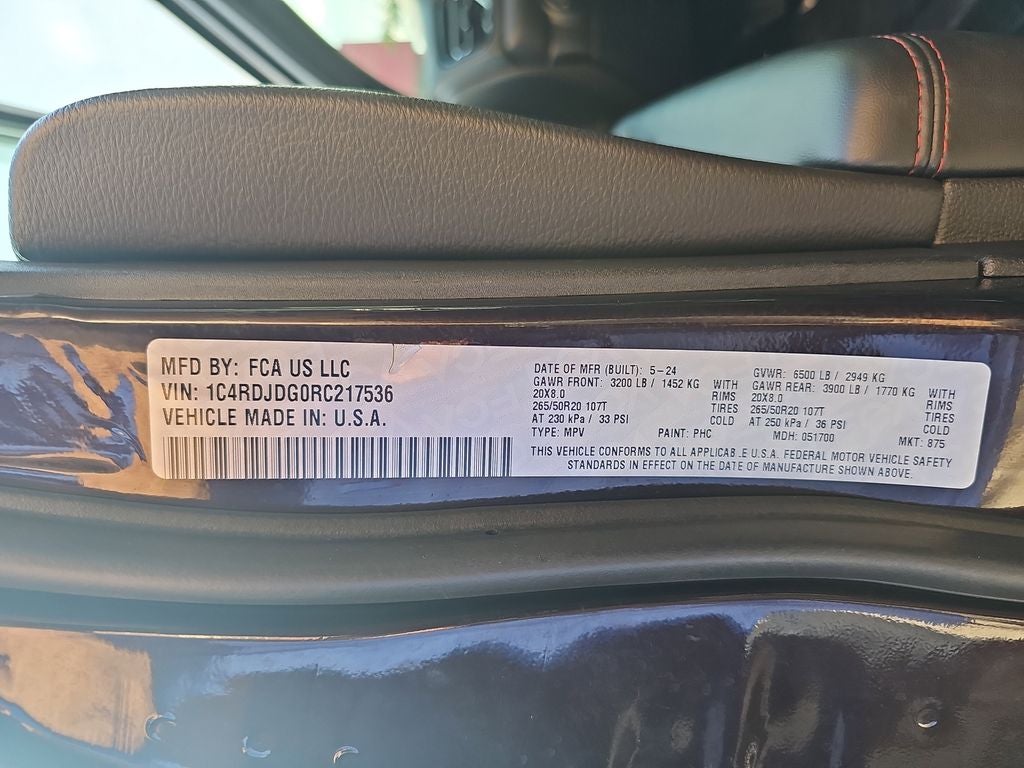 MFD BY: FCA US LLC
VIN: 1C4RDJDG0RC217536
VEHICLE MADE IN: U.S.A.
DATE OF MFR (BUILT): 5-24 GVWR: 6500 LB / 2949 KG
GAWR FRONT: 3200 LB / 1452 KG WITH GAWR REAR: 3900 LB / 1770 KG WITH
20X8.0 RIMS 20X8.0 RIMS
265/50R20 107T TIRES 265/50R20 107T TIRES
AT 230 kPa / 33 PSI COLD AT 250 kPa / 36 PSI COLD
TYPE: MPV PAINT: PHC MDH: 051700 MKT: 875
THIS VEHICLE CONFORMS TO ALL APPLICAB.E U.S.A. FEDERAL MOTOR VEHICLE SAFETY
STANDARDS IN EFFECT ON THE DATE OF MANUFACTURE SHOWN ABOVE.